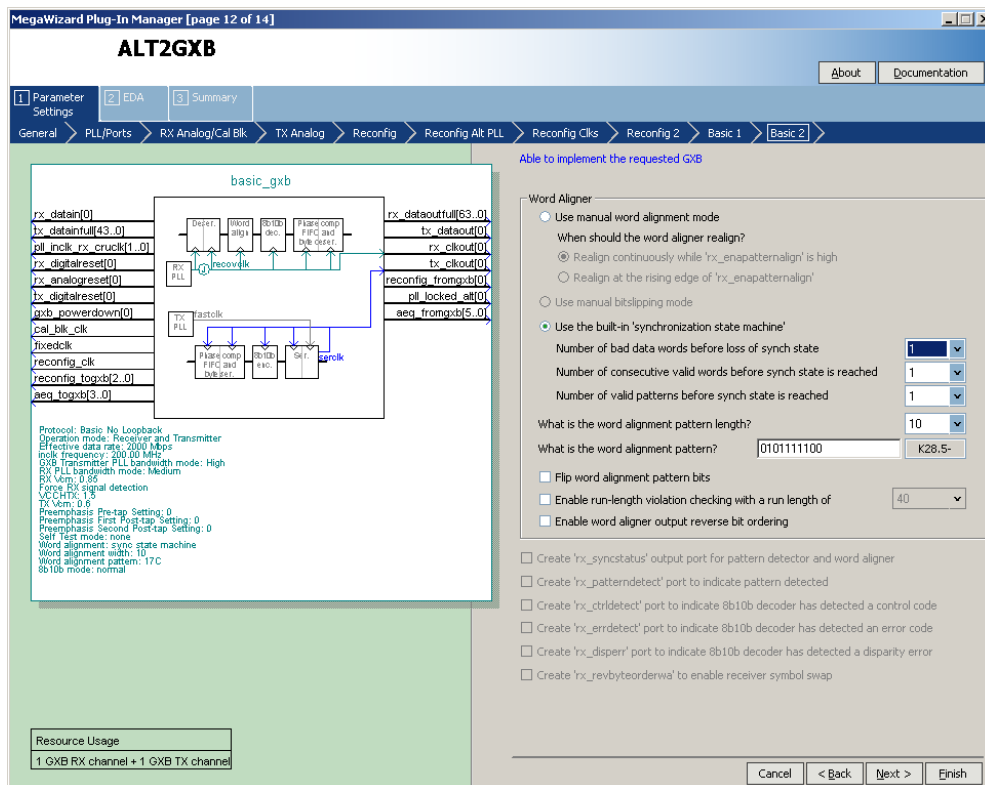 MegaWizard Plug-In Manager [page 12 of 14]
ALT2GXB
About
Documentation
1 Parameter Settings
2 EDA
3 Summary
General
PLL/Ports
RX Analog/Cal Blk
TX Analog
Reconfig
Reconfig Alt PLL
Reconfig Clks
Reconfig 2
Basic 1
Basic 2
basic_gxb
rx_datain[0]
tx_datainfull[43..0]
pll_inclk_rx_cruclk[1..0]
rx_digitalreset[0]
rx_analogreset[0]
tx_digitalreset[0]
gxb_powerdown[0]
cal_blk_clk
fixedclk
reconfig_clk
reconfig_togxb[2..0]
aeq_togxb[3..0]
Deser.
Word align
8b10b dec.
Phase comp FIFO and byte deser.
RX PLL
recovclk
TX PLL
fastclk
Phase comp FIFO and byte ser.
8b10b enc.
Ser.
serclk
rx_dataoutfull[63..0]
tx_dataout[0]
rx_clkout[0]
tx_clkout[0]
reconfig_fromgxb[0]
pll_locked_alt[0]
aeq_fromgxb[5..0]
Protocol: Basic No Loopback
Operation mode: Receiver and Transmitter
Effective data rate: 2000 Mbps
inclk frequency: 200.00 MHz
GXB Transmitter PLL bandwidth mode: High
RX PLL bandwidth mode: Medium
RX Vcm: 0.85
Force RX signal detection
VCCHTX: 1.5
TX Vcm: 0.6
Preemphasis Pre-tap Setting: 0
Preemphasis First Post-tap Setting: 0
Preemphasis Second Post-tap Setting: 0
Self Test mode: none
Word alignment: sync state machine
Word alignment width: 10
Word alignment pattern: 17C
8b10b mode: normal
Resource Usage
1 GXB RX channel + 1 GXB TX channel
Able to implement the requested GXB
Word Aligner
Use manual word alignment mode
When should the word aligner realign?
Realign continuously while 'rx_enapatternalign' is high
Realign at the rising edge of 'rx_enapatternalign'
Use manual bitslipping mode
Use the built-in 'synchronization state machine'
Number of bad data words before loss of synch state 1
Number of consecutive valid words before synch state is reached 1
Number of valid patterns before synch state is reached 1
What is the word alignment pattern length? 10
What is the word alignment pattern? 0101111100 K28.5-
Flip word alignment pattern bits
Enable run-length violation checking with a run length of 40
Enable word aligner output reverse bit ordering
Create 'rx_syncstatus' output port for pattern detector and word aligner
Create 'rx_patterndetect' port to indicate pattern detected
Create 'rx_ctrldetect' port to indicate 8b10b decoder has detected a control code
Create 'rx_errdetect' port to indicate 8b10b decoder has detected an error code
Create 'rx_disperr' port to indicate 8b10b decoder has detected a disparity error
Create 'rx_revbyteorderwa' to enable receiver symbol swap
Cancel
< Back
Next >
Finish